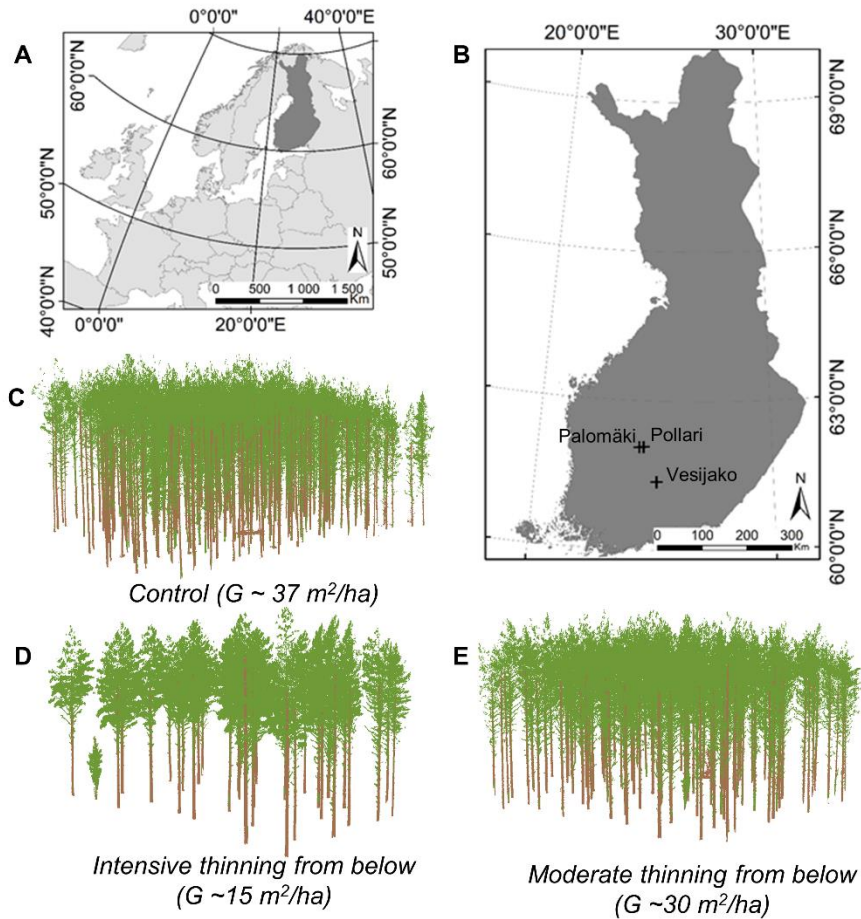 A
0°0'0"
40°0'0"E
60°0'0"N
50°0'0"N
40°0'0"N
60°0'0"N
50°0'0"N
N
0 500 1 000 1 500
Km
0°0'0"
20°0'0"E
B
20°0'0"E
30°0'0"E
69°0'0"N
66°0'0"N
63°0'0"N
60°0'0"N
Palomäki
Pollari
Vesijako
N
0 100 200 300
Km
C
Control (G ~ 37 m²/ha)
D
Intensive thinning from below
(G ~15 m²/ha)
E
Moderate thinning from below
(G ~30 m²/ha)